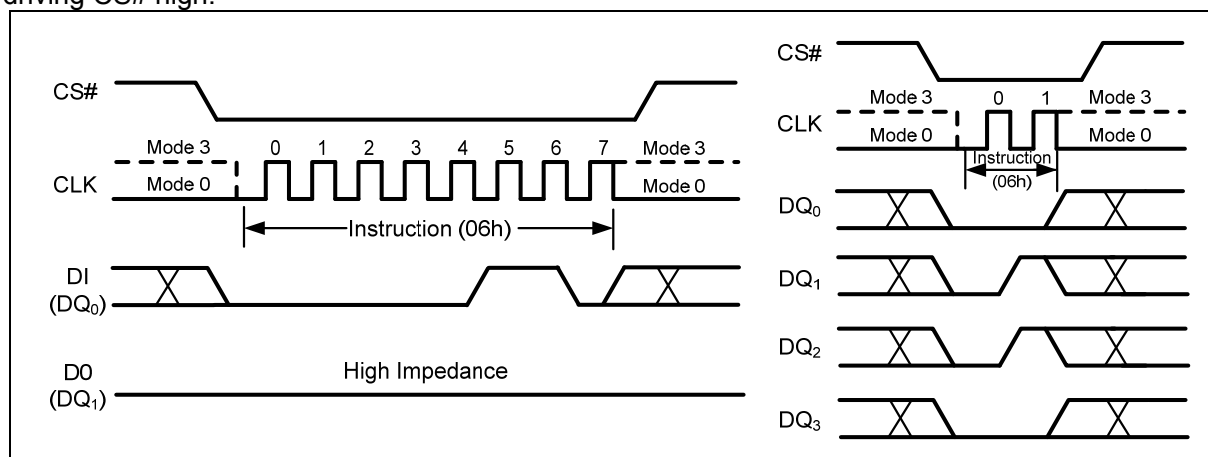 driving CS# high.
CS#
Mode 3 0 1 2 3 4 5 6 7 Mode 3
CLK Mode 0 Mode 0
Instruction (06h)
DI
(DQ0)
D0
(DQ1)
High Impedance
CS#
Mode 3 0 1 Mode 3
CLK
Mode 0 Mode 0
Instruction
(06h)
DQ0
DQ1
DQ2
DQ3